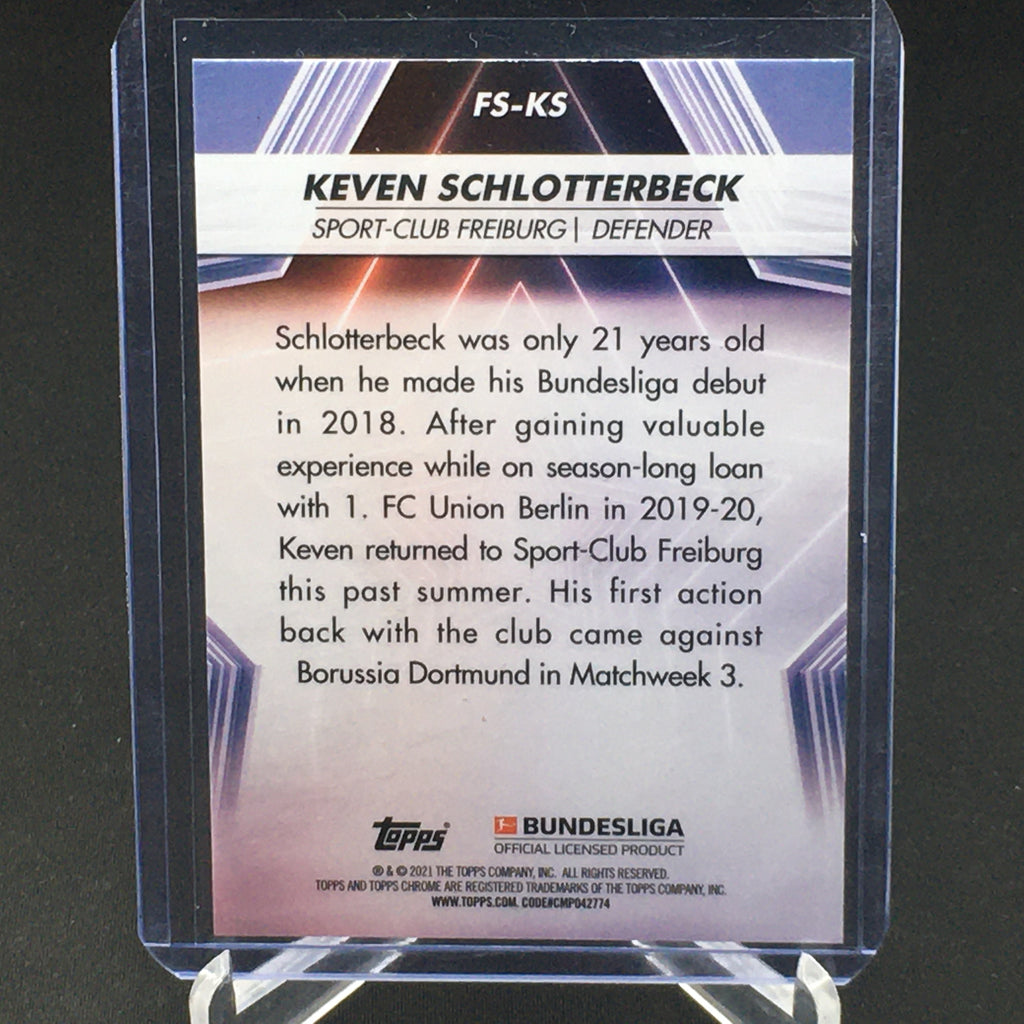 FS-KS
KEVEN SCHLOTTERBECK
SPORT-CLUB FREIBURG | DEFENDER
Schlotterbeck was only 21 years old
when he made his Bundesliga debut
in 2018. After gaining valuable
experience while on season-long loan
with 1. FC Union Berlin in 2019-20,
Keven returned to Sport-Club Freiburg
this past summer. His first action
back with the club came against
Borussia Dortmund in Matchweek 3.
topps®
BUNDESLIGA
OFFICIAL LICENSED PRODUCT
® & © 2021 THE TOPPS COMPANY, INC. ALL RIGHTS RESERVED.
TOPPS AND TOPPS CHROME ARE REGISTERED TRADEMARKS OF THE TOPPS COMPANY, INC.
WWW.TOPPS.COM. CODE#CMP042774